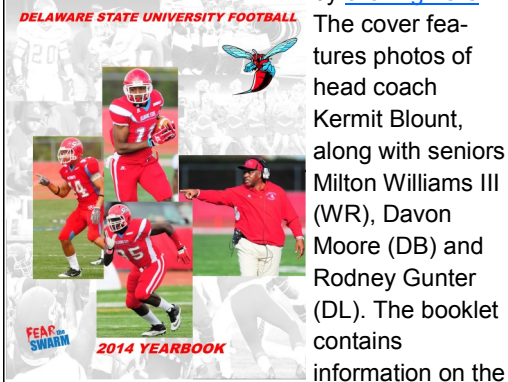 DELAWARE STATE UNIVERSITY FOOTBALL
FEAR the
SWARM
2014 YEARBOOK
The cover fea-
tures photos of
head coach
Kermit Blount,
along with seniors
Milton Williams III
(WR), Davon
Moore (DB) and
Rodney Gunter
(DL). The booklet
contains
information on the